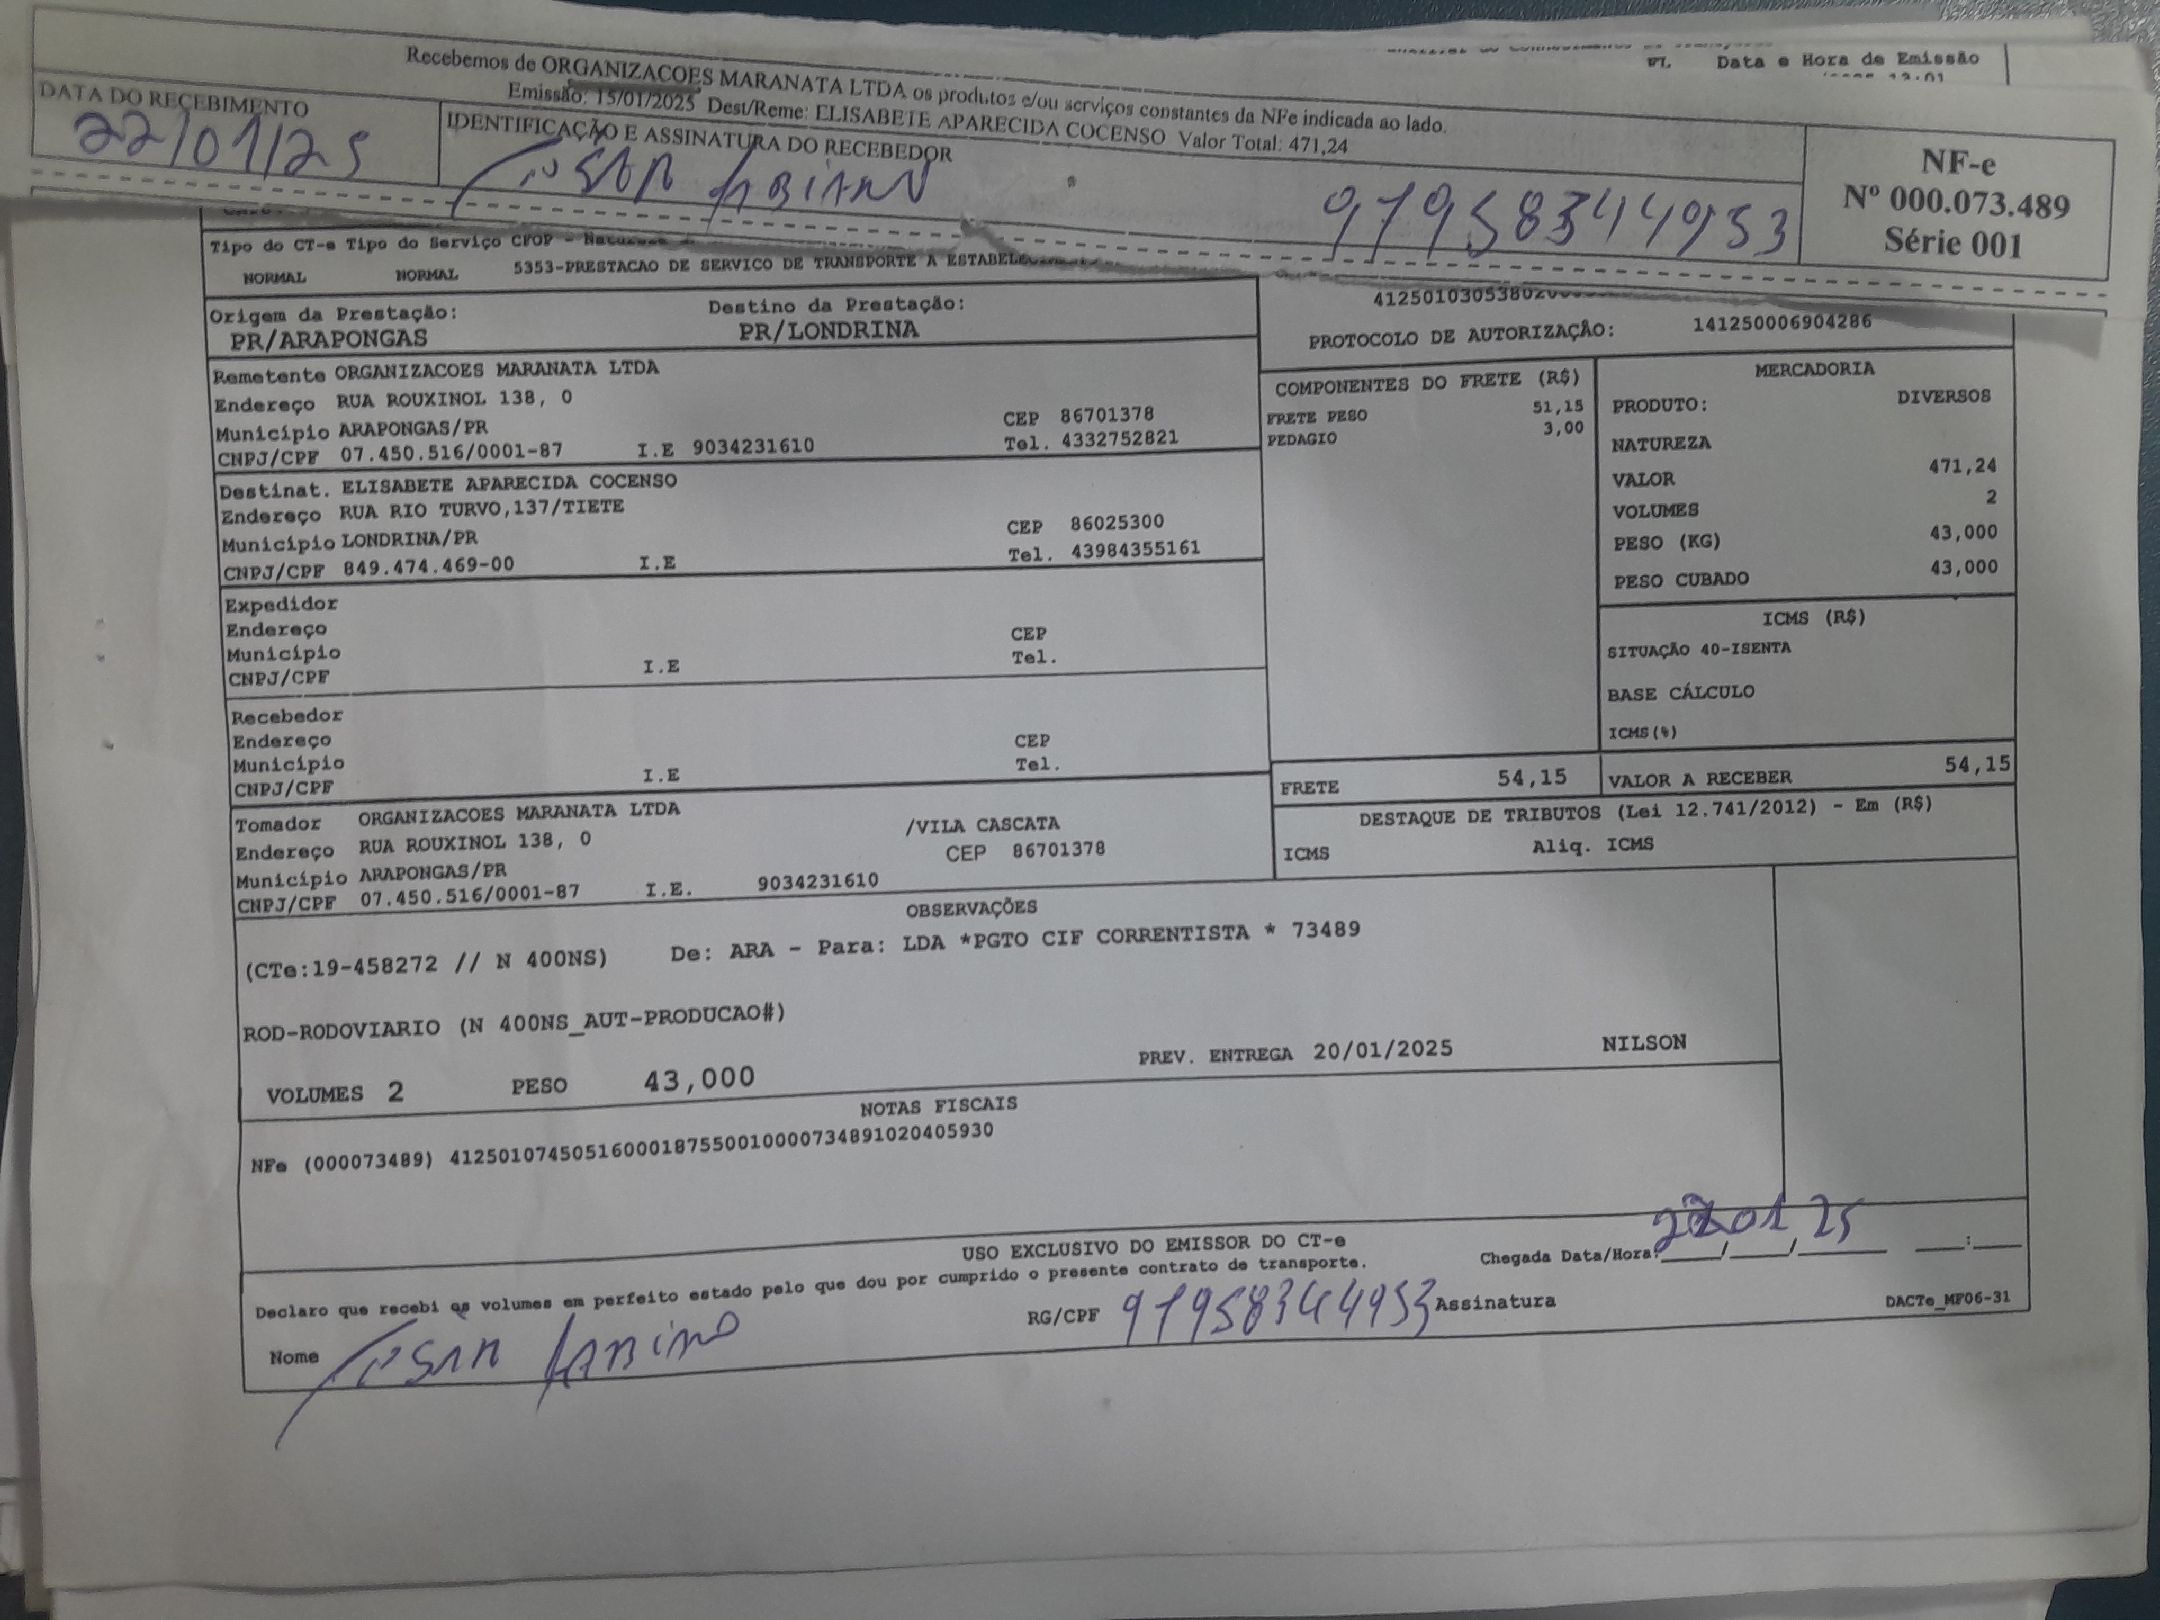 Recebemos de ORGANIZACOES MARANATA LTDA os produtos e/ou serviços constantes da NFe indicada ao lado.
Emissão: 15/01/2025 Dest/Reme: ELISABETE APARECIDA COCENSO Valor Total: 471,24
FL Data e Hora de Emissão
DATA DO RECEBIMENTO
22/01/25
IDENTIFICAÇÃO E ASSINATURA DO RECEBEDOR
97958344953
NF-e
Nº 000.073.489
Série 001
Tipo do CT-e Tipo do Serviço CFOP -
NORMAL NORMAL 5353-PRESTACAO DE SERVICO DE TRANSPORTE A
Origem da Prestação: Destino da Prestação:
PR/ARAPONGAS PR/LONDRINA
PROTOCOLO DE AUTORIZAÇÃO: 141250006904286
Remetente ORGANIZACOES MARANATA LTDA
Endereço RUA ROUXINOL 138, 0
Município ARAPONGAS/PR CEP 86701378
CNPJ/CPF 07.450.516/0001-87 I.E 9034231610 Tel. 4332752821
Destinat. ELISABETE APARECIDA COCENSO
Endereço RUA RIO TURVO,137/TIETE
Município LONDRINA/PR CEP 86025300
CNPJ/CPF 849.474.469-00 I.E Tel. 43984355161
Expedidor
Endereço
Município CEP
CNPJ/CPF I.E Tel.
Recebedor
Endereço
Município CEP
CNPJ/CPF I.E Tel.
Tomador ORGANIZACOES MARANATA LTDA
Endereço RUA ROUXINOL 138, 0 /VILA CASCATA
Município ARAPONGAS/PR CEP 86701378
CNPJ/CPF 07.450.516/0001-87 I.E. 9034231610
COMPONENTES DO FRETE (R$)
FRETE PESO 51,15
PEDAGIO 3,00
MERCADORIA
PRODUTO: DIVERSOS
NATUREZA
VALOR 471,24
VOLUMES 2
PESO (KG) 43,000
PESO CUBADO 43,000
ICMS (R$)
SITUAÇÃO 40-ISENTA
BASE CÁLCULO
ICMS(%)
FRETE 54,15 VALOR A RECEBER 54,15
DESTAQUE DE TRIBUTOS (Lei 12.741/2012) - Em (R$)
ICMS Aliq. ICMS
OBSERVAÇÕES
(CTe:19-458272 // N 400NS) De: ARA - Para: LDA *PGTO CIF CORRENTISTA * 73489
ROD-RODOVIARIO (N 400NS_AUT-PRODUCAO#)
PREV. ENTREGA 20/01/2025 NILSON
VOLUMES 2 PESO 43,000
NOTAS FISCAIS
NFe (000073489) 41250107450516000187550010000734891020405930
USO EXCLUSIVO DO EMISSOR DO CT-e
Declaro que recebi os volumes em perfeito estado pelo que dou por cumprido o presente contrato de transporte.
Chegada Data/Hora: 22 01 25 __:__
Nome
RG/CPF 97958344953 Assinatura
DACTe_MF06-31